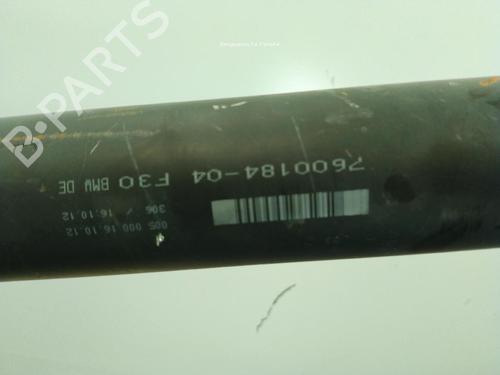 7600184-04 F30 BMW DE
306 / 16.10.12
005 000 16.10.12
B-PARTS